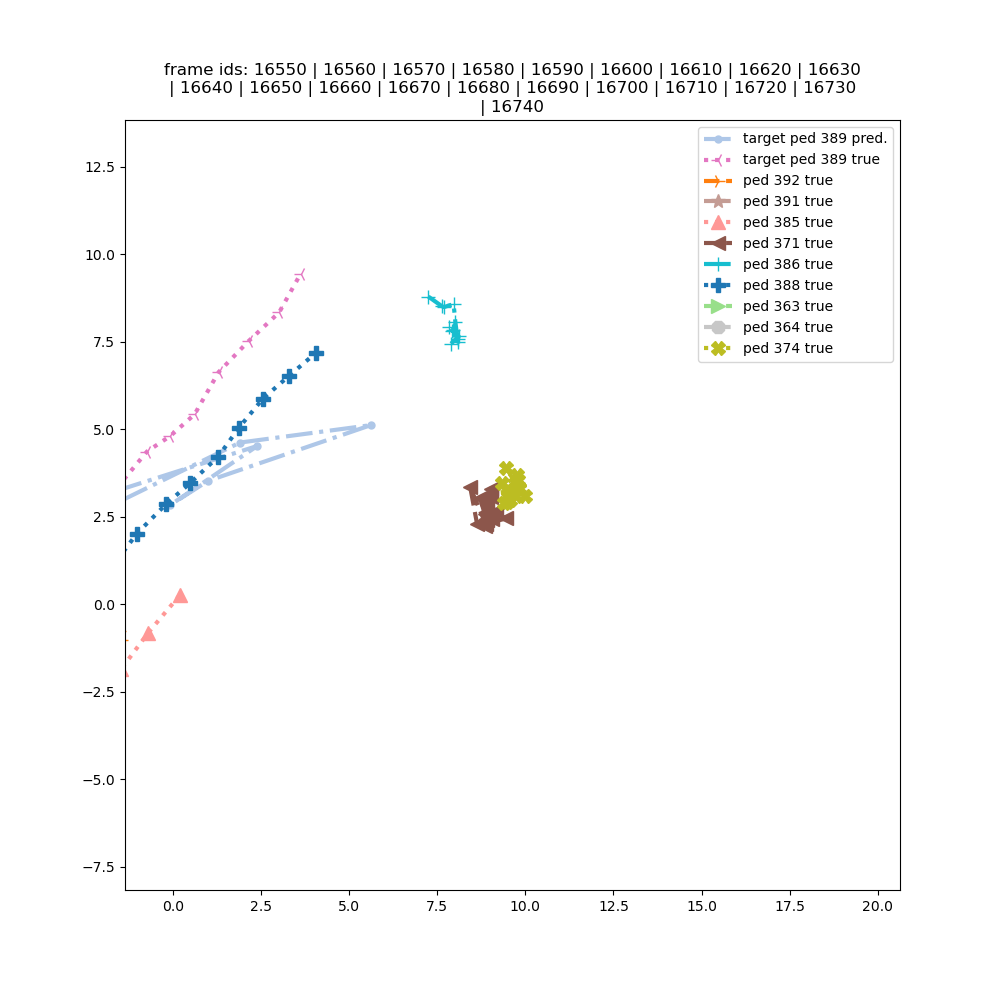 frame ids: 16550 | 16560 | 16570 | 16580 | 16590 | 16600 | 16610 | 16620 | 16630
| 16640 | 16650 | 16660 | 16670 | 16680 | 16690 | 16700 | 16710 | 16720 | 16730
| 16740
target ped 389 pred.
target ped 389 true
ped 392 true
ped 391 true
ped 385 true
ped 371 true
ped 386 true
ped 388 true
ped 363 true
ped 364 true
ped 374 true
12.5
10.0
7.5
5.0
2.5
0.0
−2.5
−5.0
−7.5
0.0 2.5 5.0 7.5 10.0 12.5 15.0 17.5 20.0